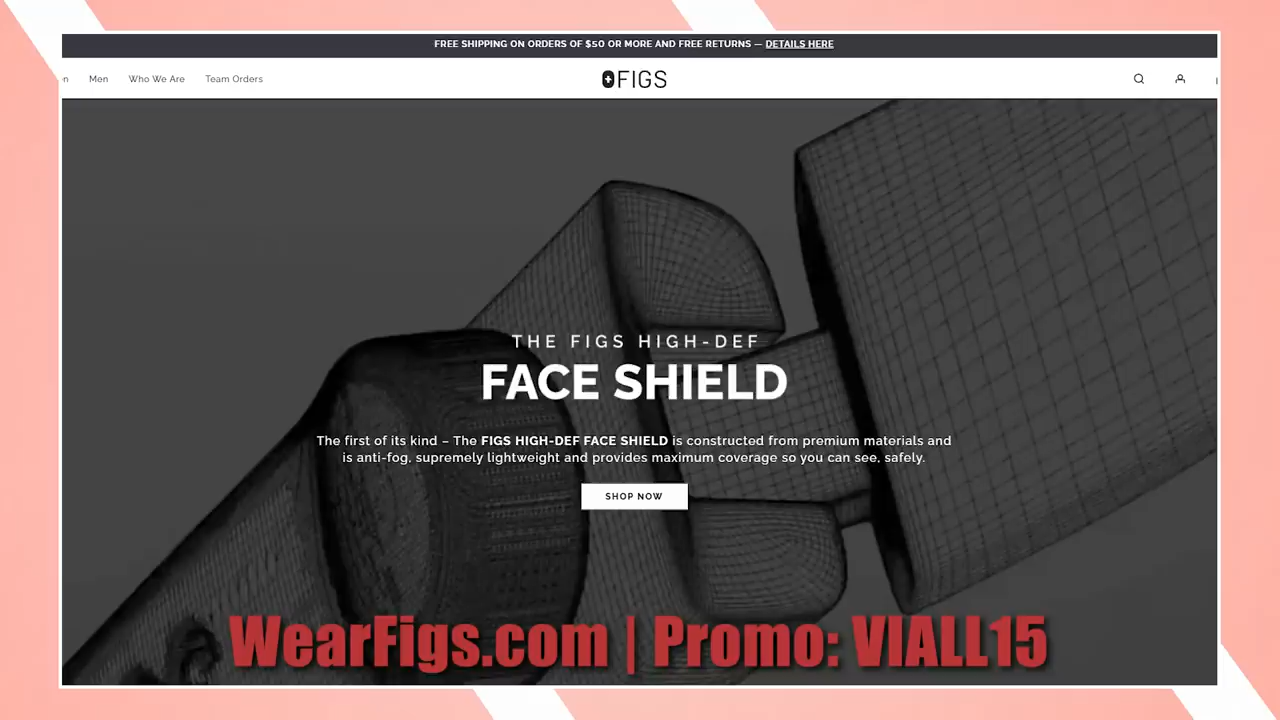 FREE SHIPPING ON ORDERS OF $50 OR MORE AND FREE RETURNS — DETAILS HERE
Men
Who We Are
Team Orders
FIGS
THE FIGS HIGH-DEF
FACE SHIELD
The first of its kind – The FIGS HIGH-DEF FACE SHIELD is constructed from premium materials and
is anti-fog, supremely lightweight and provides maximum coverage so you can see, safely.
SHOP NOW
WearFigs.com | Promo: VIALL15